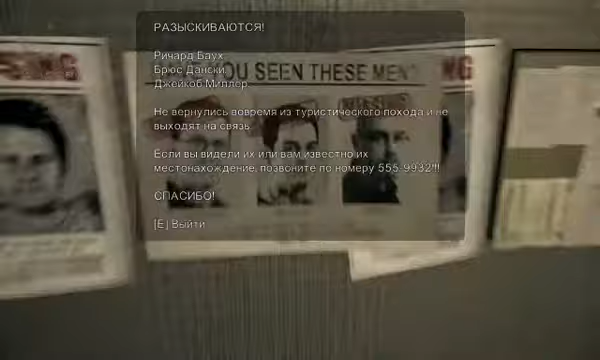 РАЗЫСКИВАЮТСЯ!
Ричард Баух.
Брюс Дански.
Джейкоб Миллер.
YOU SEEN THESE MEN?
Не вернулись вовремя из туристического похода и не
выходят на связь.
Если вы видели их или вам известно их
местонахождение, позвоните по номеру 555-9932!!!
СПАСИБО!
[E] Выйти